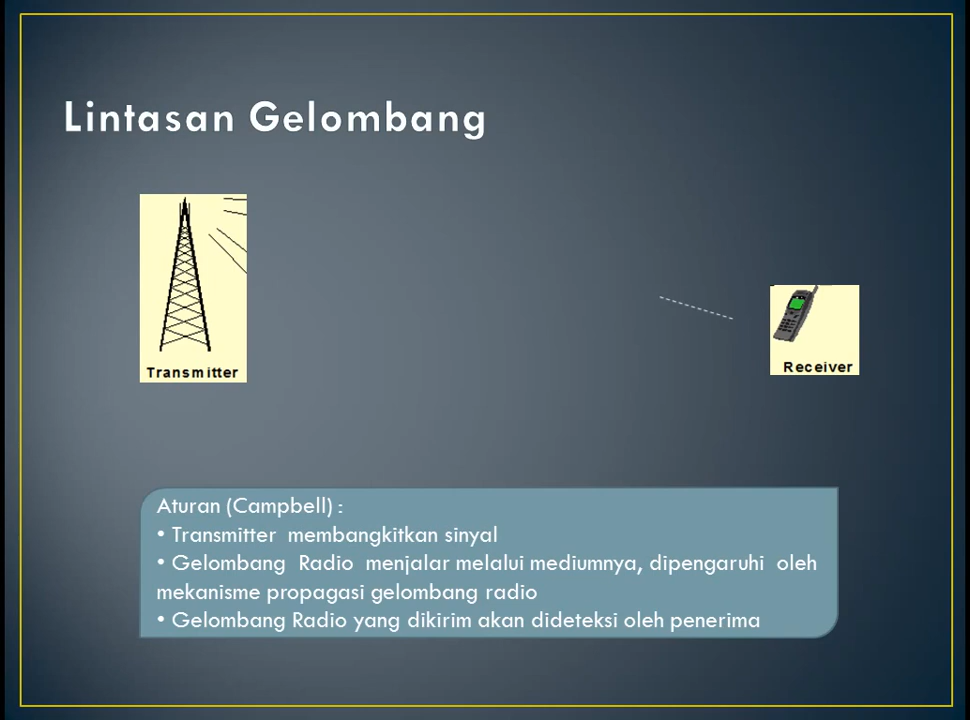 Lintasan Gelombang
Transmitter
Receiver
Aturan (Campbell) :
• Transmitter membangkitkan sinyal
• Gelombang Radio menjalar melalui mediumnya, dipengaruhi oleh
mekanisme propagasi gelombang radio
• Gelombang Radio yang dikirim akan dideteksi oleh penerima